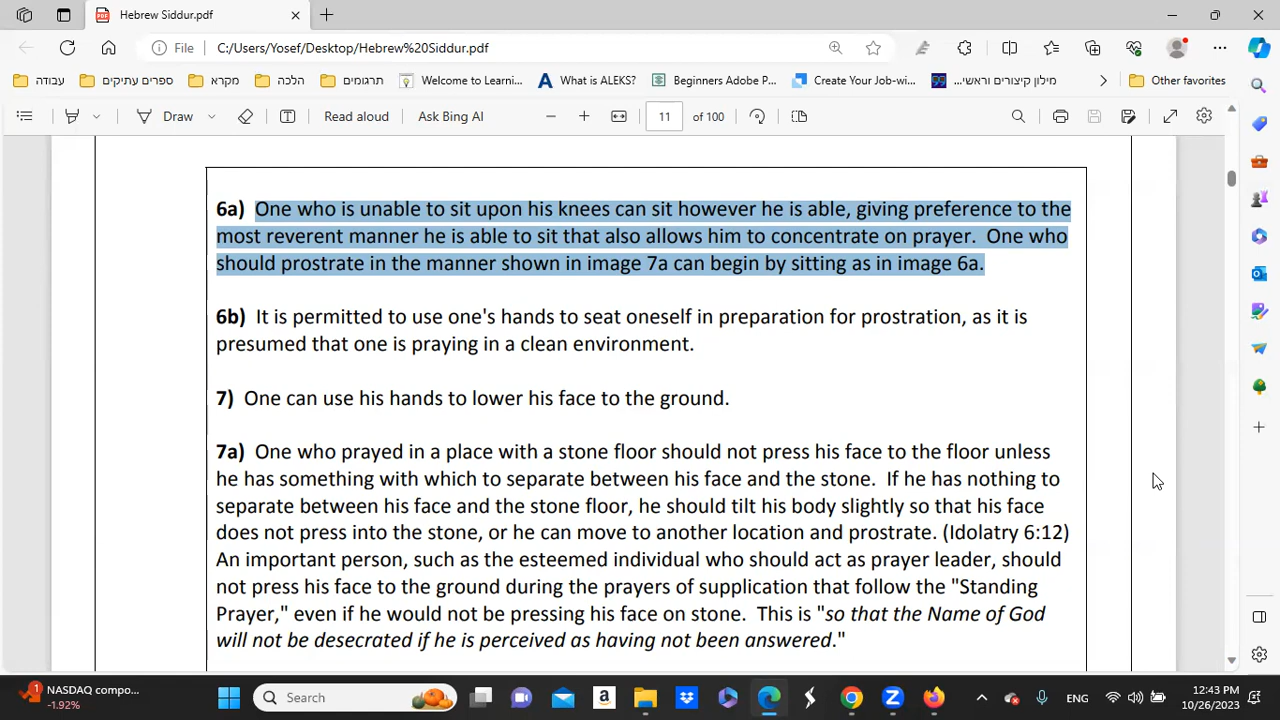 Hebrew Siddur.pdf
File
C:/Users/Yosef/Desktop/Hebrew%20Siddur.pdf
עבודה
ספרים עתיקים
מקרא
הלכה
תרגומים
Welcome to Learni...
What is ALEKS?
Beginners Adobe P...
Create Your Job-wi...
מילון קיצורים וראשי...
Other favorites
Draw
Read aloud
Ask Bing AI
11 of 100
6a) One who is unable to sit upon his knees can sit however he is able, giving preference to the
most reverent manner he is able to sit that also allows him to concentrate on prayer. One who
should prostrate in the manner shown in image 7a can begin by sitting as in image 6a.
6b) It is permitted to use one's hands to seat oneself in preparation for prostration, as it is
presumed that one is praying in a clean environment.
7) One can use his hands to lower his face to the ground.
7a) One who prayed in a place with a stone floor should not press his face to the floor unless
he has something with which to separate between his face and the stone. If he has nothing to
separate between his face and the stone floor, he should tilt his body slightly so that his face
does not press into the stone, or he can move to another location and prostrate. (Idolatry 6:12)
An important person, such as the esteemed individual who should act as prayer leader, should
not press his face to the ground during the prayers of supplication that follow the "Standing
Prayer," even if he would not be pressing his face on stone. This is "so that the Name of God
will not be desecrated if he is perceived as having not been answered."
1
NASDAQ compo...
-1.92%
Search
ENG
12:43 PM
10/26/2023